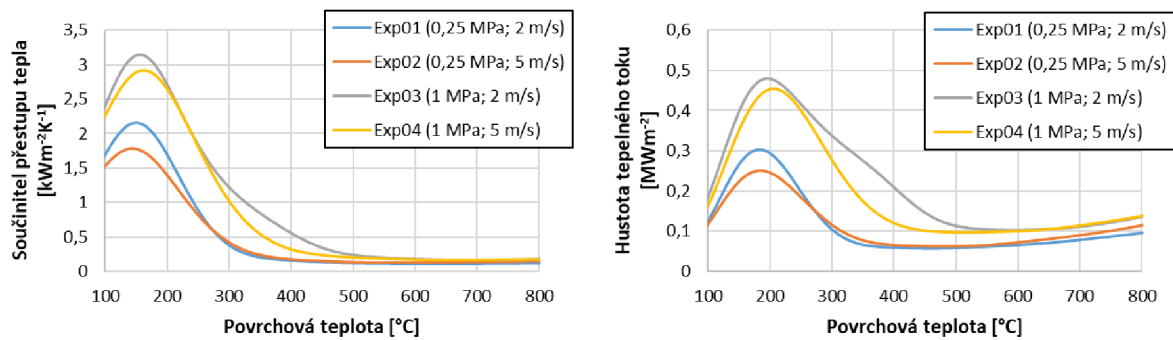 Součinitel přestupu tepla
[kWm⁻²K⁻¹]
3,5
3
2,5
2
1,5
1
0,5
0
100 200 300 400 500 600 700 800
Povrchová teplota [°C]
Exp01 (0,25 MPa; 2 m/s)
Exp02 (0,25 MPa; 5 m/s)
Exp03 (1 MPa; 2 m/s)
Exp04 (1 MPa; 5 m/s)
Hustota tepelného toku
[MWm⁻²]
0,6
0,5
0,4
0,3
0,2
0,1
0
100 200 300 400 500 600 700 800
Povrchová teplota [°C]
Exp01 (0,25 MPa; 2 m/s)
Exp02 (0,25 MPa; 5 m/s)
Exp03 (1 MPa; 2 m/s)
Exp04 (1 MPa; 5 m/s)